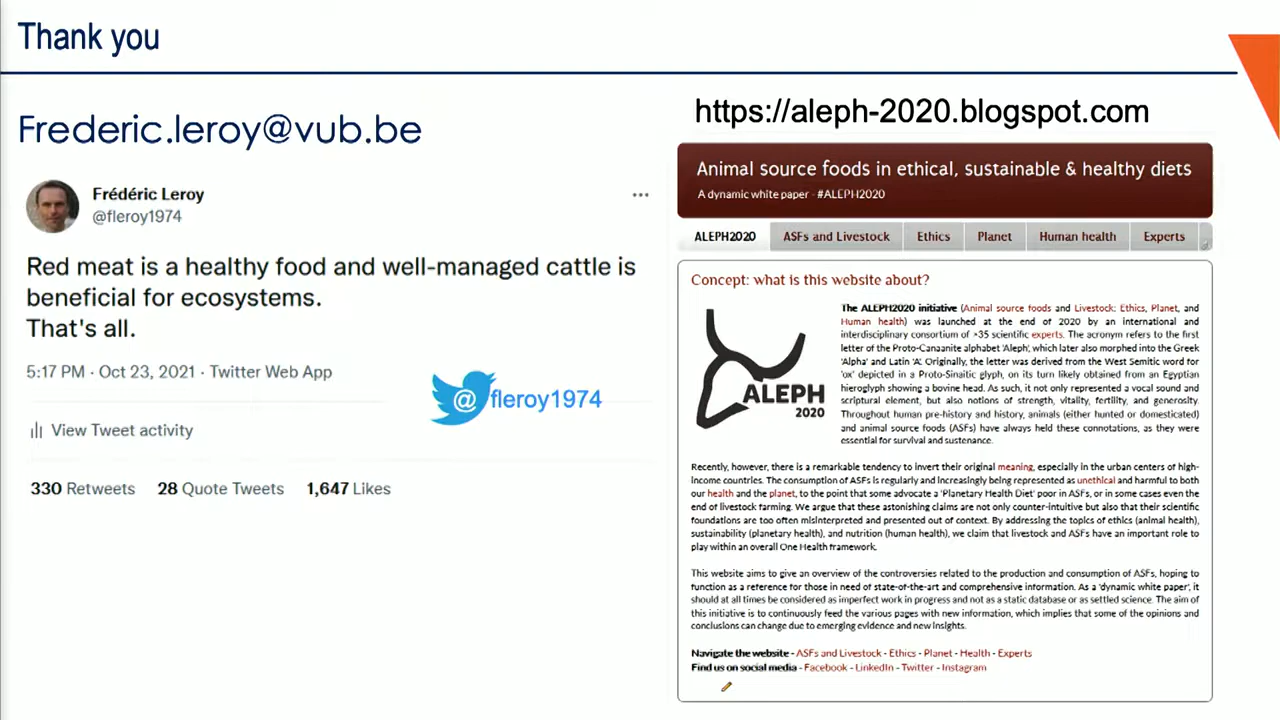 Thank you
Frederic.leroy@vub.be
Frédéric Leroy
@fleroy1974
Red meat is a healthy food and well-managed cattle is
beneficial for ecosystems.
That's all.
5:17 PM · Oct 23, 2021 · Twitter Web App
@ fleroy1974
View Tweet activity
330 Retweets 28 Quote Tweets 1,647 Likes
https://aleph-2020.blogspot.com
Animal source foods in ethical, sustainable & healthy diets
A dynamic white paper - #ALEPH2020
ALEPH2020 ASFs and Livestock Ethics Planet Human health Experts
Concept: what is this website about?
ALEPH
2020
The ALEPH2020 initiative (Animal source foods and Livestock: Ethics, Planet, and
Human health) was launched at the end of 2020 by an international and
interdisciplinary consortium of >35 scientific experts. The acronym refers to the first
letter of the Proto-Canaanite alphabet 'Aleph', which later also morphed into the Greek
'Alpha' and Latin 'A'. Originally, the letter was derived from the West Semitic word for
'ox' depicted in a Proto-Sinaitic glyph, on its turn likely obtained from an Egyptian
hieroglyph showing a bovine head. As such, it not only represented a vocal sound and
scriptural element, but also notions of strength, vitality, fertility, and generosity.
Throughout human pre-history and history, animals (either hunted or domesticated)
and animal source foods (ASFs) have always held these connotations, as they were
essential for survival and sustenance.
Recently, however, there is a remarkable tendency to invert their original meaning, especially in the urban centers of high-
income countries. The consumption of ASFs is regularly and increasingly being represented as unethical and harmful to both
our health and the planet, to the point that some advocate a 'Planetary Health Diet' poor in ASFs, or in some cases even the
end of livestock farming. We argue that these astonishing claims are not only counter-intuitive but also that their scientific
foundations are too often misinterpreted and presented out of context. By addressing the topics of ethics (animal health),
sustainability (planetary health), and nutrition (human health), we claim that livestock and ASFs have an important role to
play within an overall One Health framework.
This website aims to give an overview of the controversies related to the production and consumption of ASFs, hoping to
function as a reference for those in need of state-of-the-art and comprehensive information. As a 'dynamic white paper', it
should at all times be considered as imperfect work in progress and not as a static database or as settled science. The aim of
this initiative is to continuously feed the various pages with new information, which implies that some of the opinions and
conclusions can change due to emerging evidence and new insights.
Navigate the website - ASFs and Livestock - Ethics - Planet - Health - Experts
Find us on social media - Facebook - LinkedIn - Twitter - Instagram